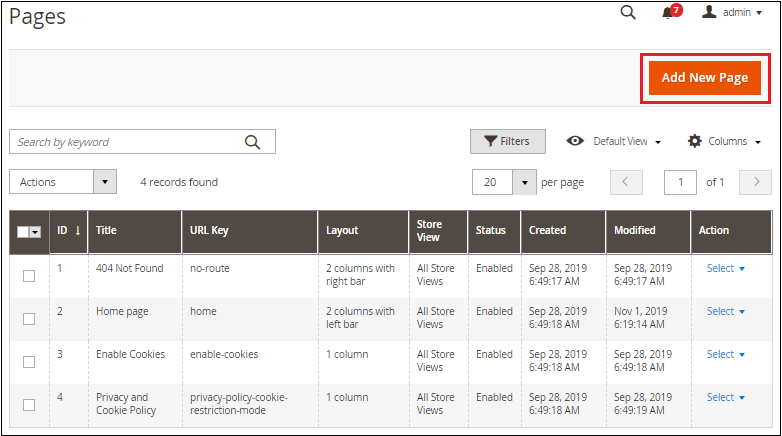 Pages
7
admin
Add New Page
Search by keyword
Filters
Default View
Columns
Actions
4 records found
20
per page
1
of 1
ID ↓ Title URL Key Layout Store View Status Created Modified Action
1 404 Not Found no-route 2 columns with right bar All Store Views Enabled Sep 28, 2019 6:49:17 AM Sep 28, 2019 6:49:17 AM Select
2 Home page home 2 columns with left bar All Store Views Enabled Sep 28, 2019 6:49:18 AM Nov 1, 2019 6:19:14 AM Select
3 Enable Cookies enable-cookies 1 column All Store Views Enabled Sep 28, 2019 6:49:18 AM Sep 28, 2019 6:49:18 AM Select
4 Privacy and Cookie Policy privacy-policy-cookie-restriction-mode 1 column All Store Views Enabled Sep 28, 2019 6:49:18 AM Sep 28, 2019 6:49:19 AM Select